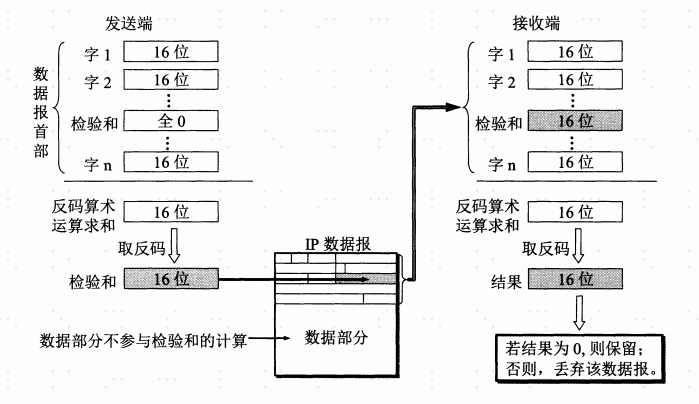 发送端
数据报首部
字 1
16 位
字 2
16 位
检验和
全 0
字 n
16 位
反码算术
运算求和
16 位
取反码
检验和
16 位
数据部分不参与检验和的计算
IP 数据报
数据部分
接收端
字 1
16 位
字 2
16 位
检验和
16 位
字 n
16 位
反码算术
运算求和
16 位
取反码
结果
16 位
若结果为 0, 则保留；
否则，丢弃该数据报。